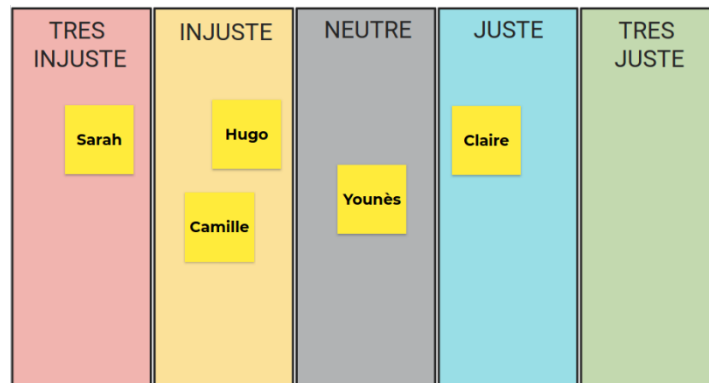 TRES
INJUSTE
INJUSTE
NEUTRE
JUSTE
TRES
JUSTE
Sarah
Hugo
Camille
Younès
Claire